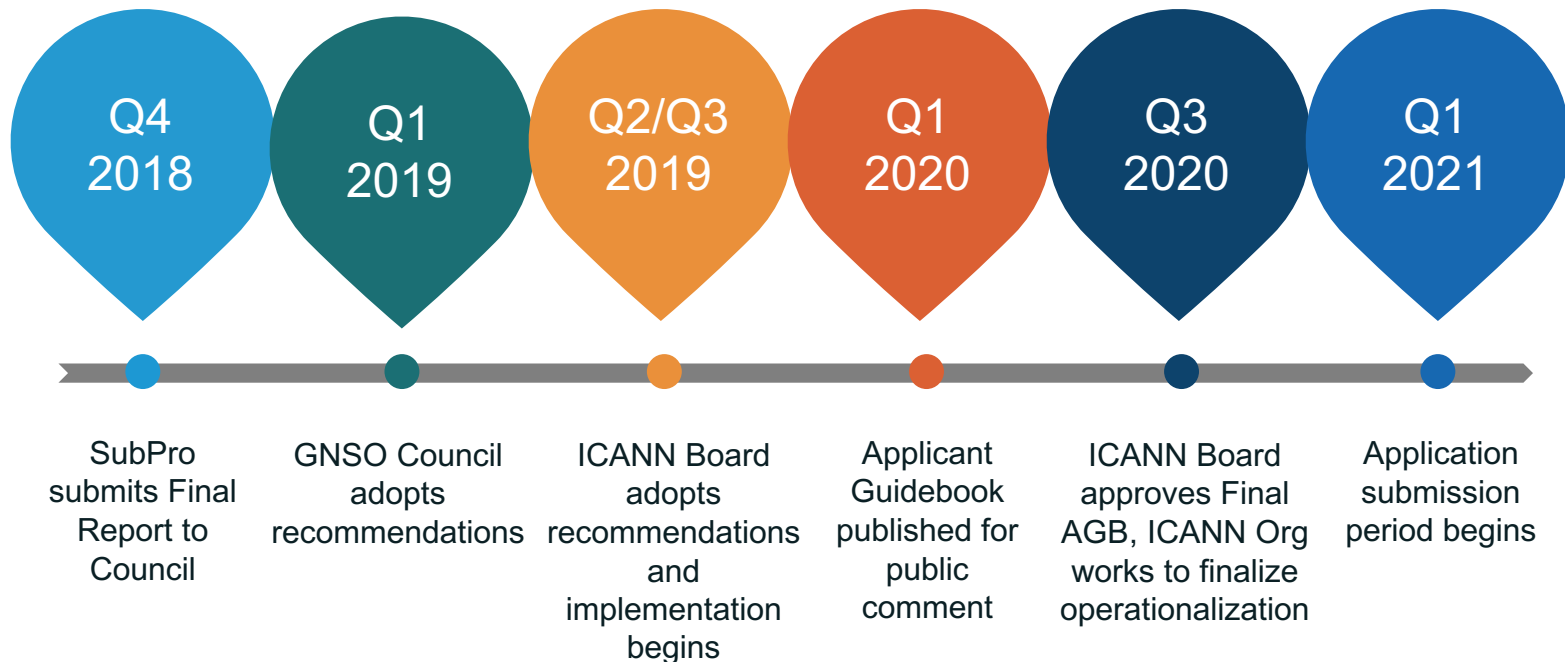 Q4
2018
Q1
2019
Q2/Q3
2019
Q1
2020
Q3
2020
Q1
2021
SubPro
submits Final
Report to
Council
GNSO Council
adopts
recommendations
ICANN Board
adopts
recommendations
and
implementation
begins
Applicant
Guidebook
published for
public
comment
ICANN Board
approves Final
AGB, ICANN Org
works to finalize
operationalization
Application
submission
period begins